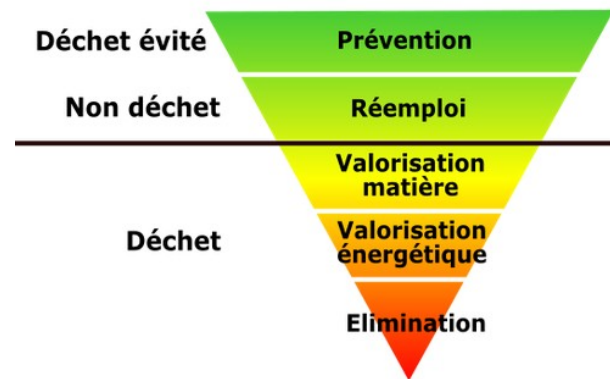 Déchet évité
Prévention
Non déchet
Réemploi
Valorisation
matière
Déchet
Valorisation
énergétique
Elimination